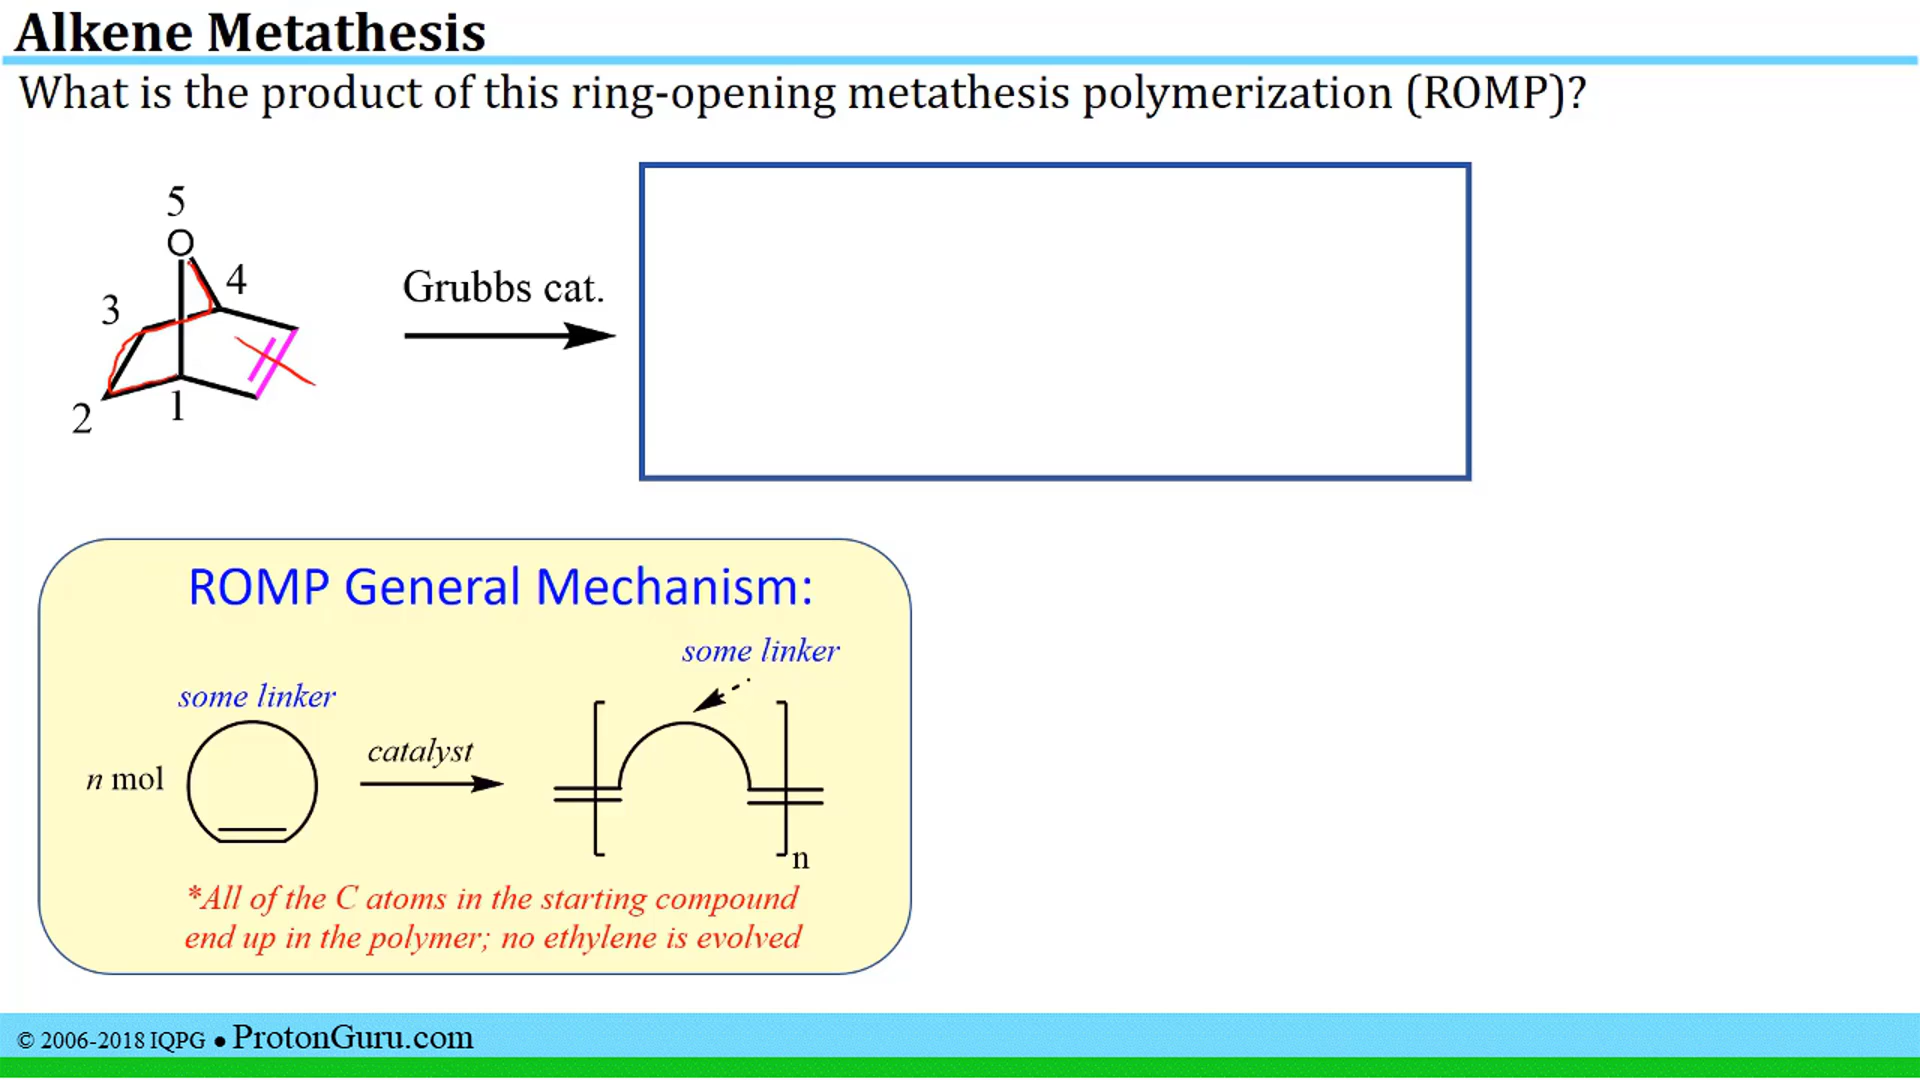 Alkene Metathesis
What is the product of this ring-opening metathesis polymerization (ROMP)?
5
O
4
3
2
1
Grubbs cat.
ROMP General Mechanism:
some linker
some linker
n mol
catalyst
n
*All of the C atoms in the starting compound
end up in the polymer; no ethylene is evolved
© 2006-2018 IQPG ● ProtonGuru.com